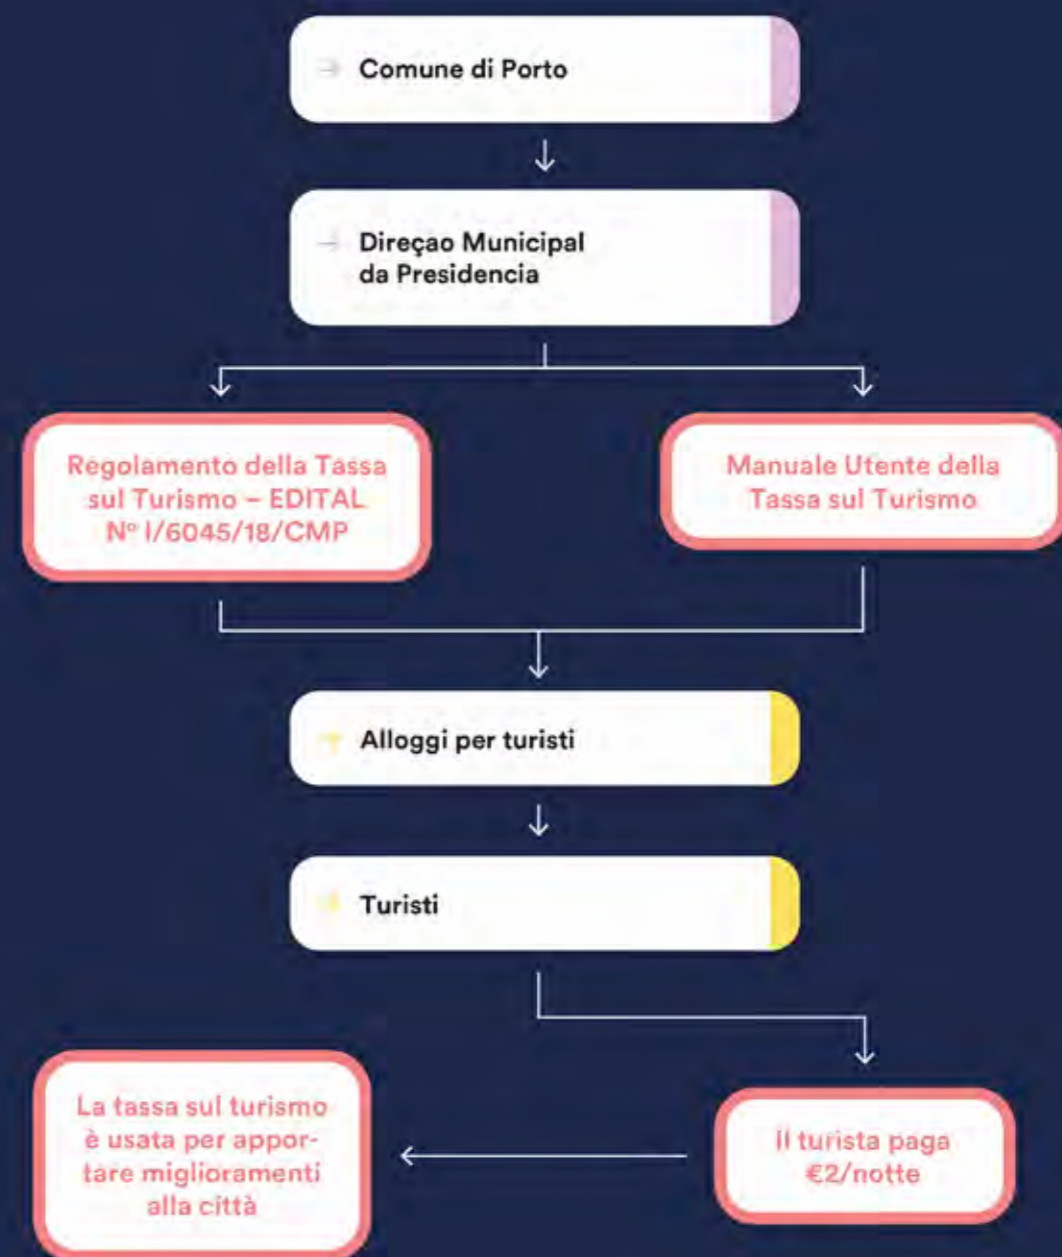 Comune di Porto
Direçao Municipal
da Presidencia
Regolamento della Tassa
sul Turismo – EDITAL
Nº I/6045/18/CMP
Manuale Utente della
Tassa sul Turismo
Alloggi per turisti
Turisti
La tassa sul turismo
è usata per appor-
tare miglioramenti
alla città
il turista paga
€2/notte